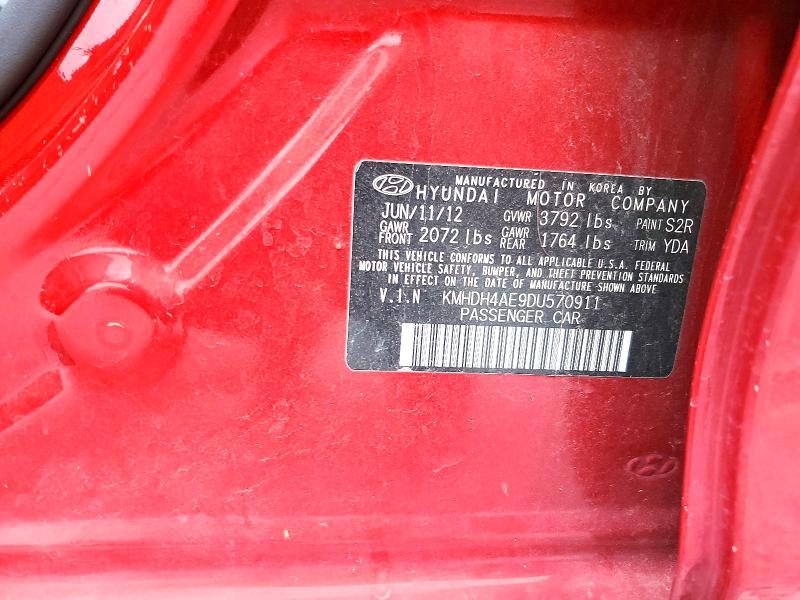 MANUFACTURED IN KOREA BY
HYUNDAI MOTOR COMPANY
JUN/11/12 GVWR 3792 lbs PAINT S2R
GAWR FRONT 2072 lbs GAWR REAR 1764 lbs TRIM YDA
THIS VEHICLE CONFORMS TO ALL APPLICABLE U.S.A. FEDERAL
MOTOR VEHICLE SAFETY, BUMPER, AND THEFT PREVENTION STANDARDS
IN EFFECT ON THE DATE OF MANUFACTURE SHOWN ABOVE
V.I.N KMHDH4AE9DU570911
PASSENGER CAR